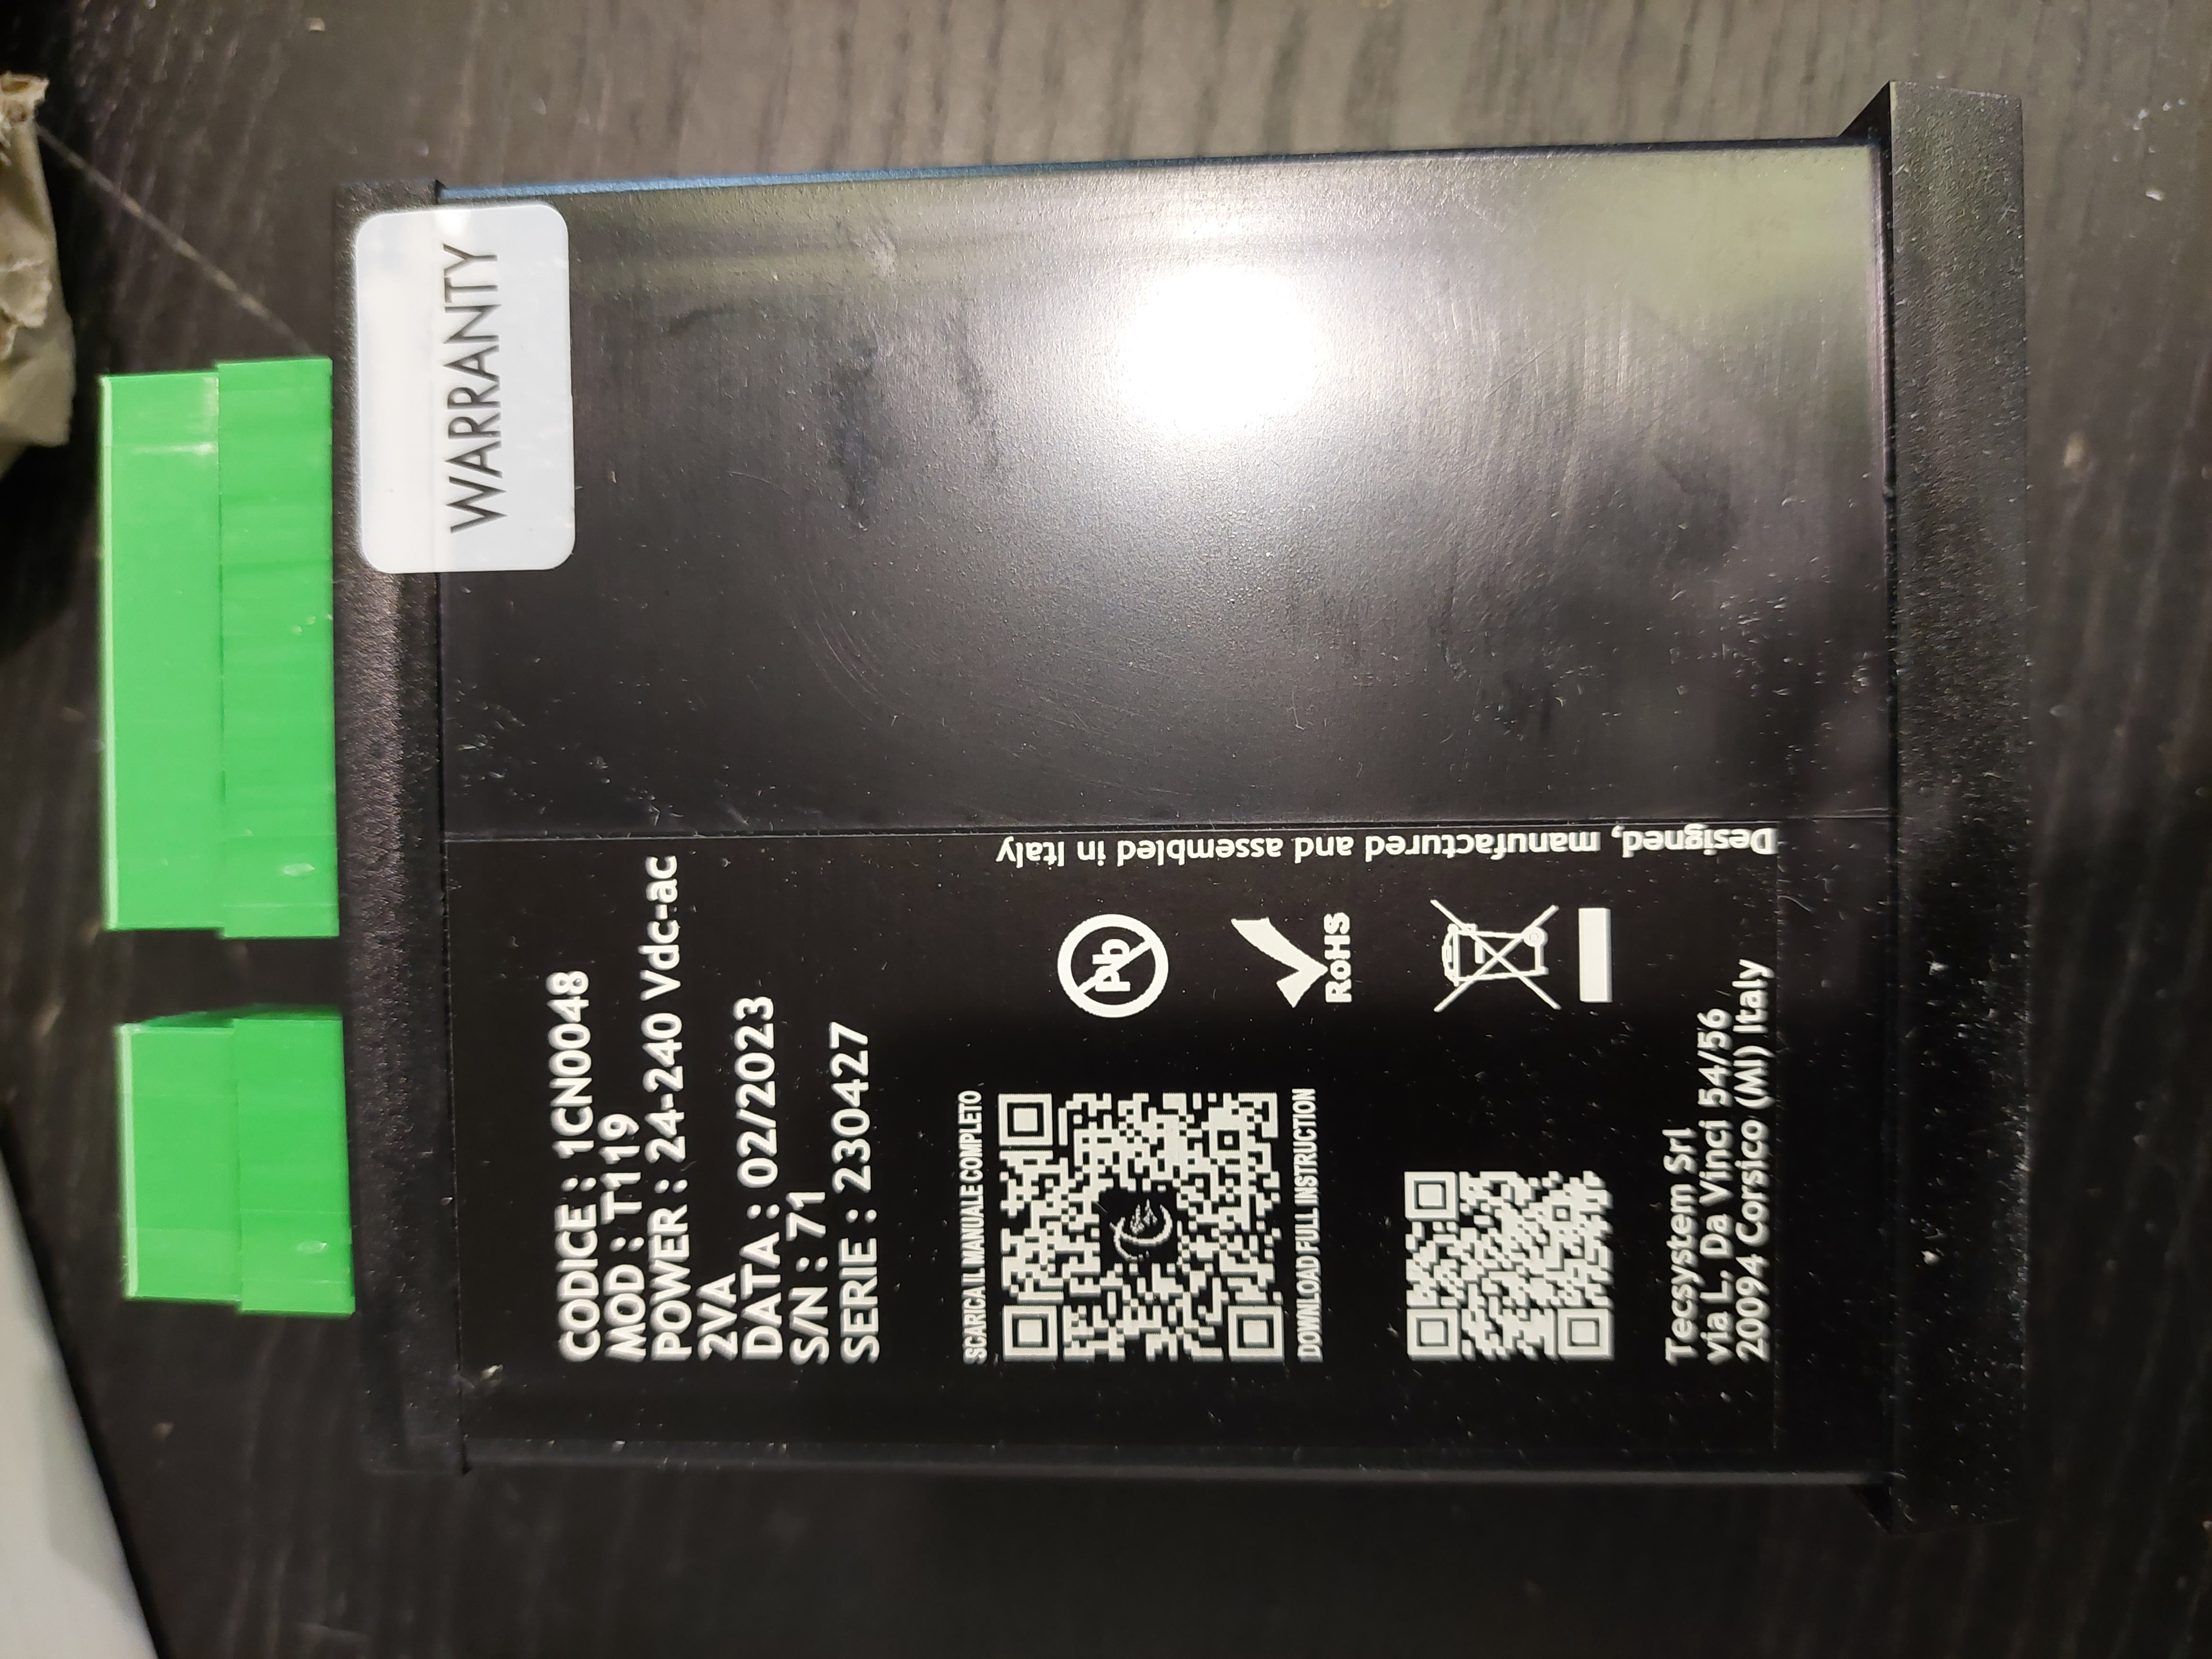 WARRANTY
CODICE : 1CN0048
MOD : T119
POWER : 24-240 Vdc-ac
2VA
DATA : 02/2023
S/N : 71
SERIE : 230427
SCARICA IL MANUALE COMPLETO
DOWNLOAD FULL INSTRUCTION
Pb
RoHS
Tecsystem Srl
via L. Da Vinci 54/56
20094 Corsico (MI) Italy
Designed, manufactured and assembled in Italy